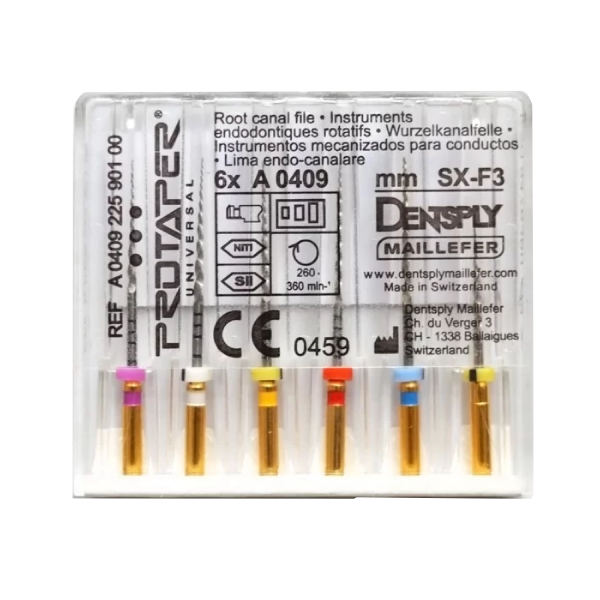 REF A 0409 225 901 00
PROTAPER®
UNIVERSAL
Root canal file • Instruments
endodontiques rotatifs • Wurzelkanalfeile •
Instrumentos mecanizados para conductos
• Lima endo-canalare
6x A 0409 mm SX-F3
NiTi
Sil
260 -
360 min-¹
DENTSPLY
MAILLEFER
www.dentsplymaillefer.com
Made in Switzerland
CE 0459
Dentsply Maillefer
Ch. du Verger 3
CH - 1338 Ballaigues
Switzerland